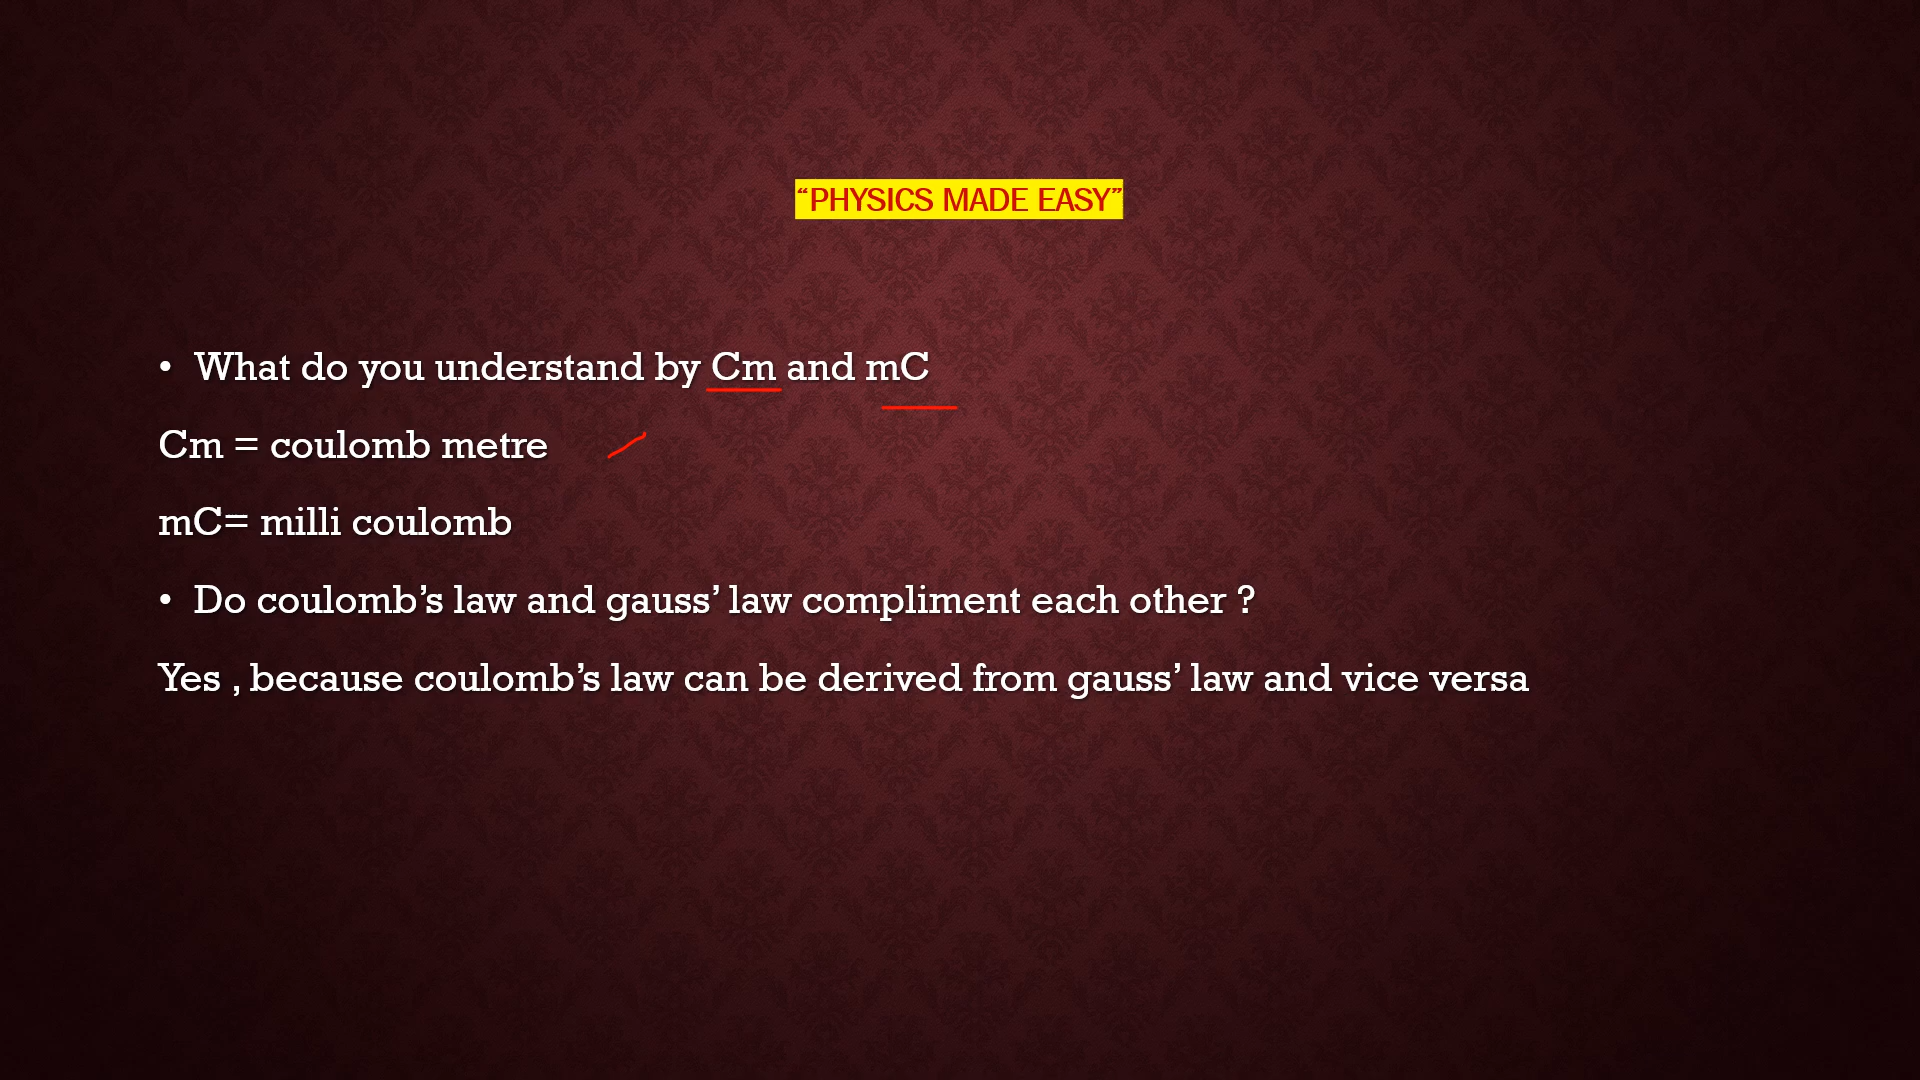 “PHYSICS MADE EASY”
• What do you understand by Cm and mC
Cm = coulomb metre
mC= milli coulomb
• Do coulomb’s law and gauss’ law compliment each other ?
Yes , because coulomb’s law can be derived from gauss’ law and vice versa